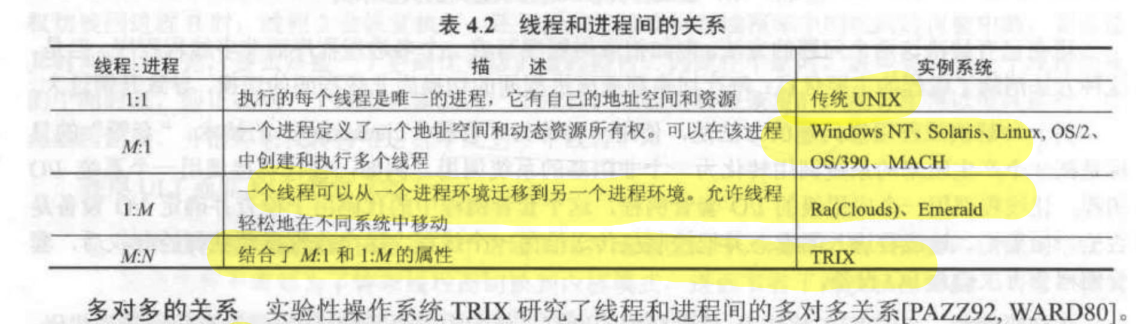 表 4.2 线程和进程间的关系
线程:进程 描 述 实例系统
1:1 执行的每个线程是唯一的进程，它有自己的地址空间和资源 传统 UNIX
M:1 一个进程定义了一个地址空间和动态资源所有权。可以在该进程 Windows NT、Solaris、Linux, OS/2、
中创建和执行多个线程 OS/390、MACH
1:M 一个线程可以从一个进程环境迁移到另一个进程环境。允许线程 Ra(Clouds)、Emerald
轻松地在不同系统中移动
M:N 结合了 M:1 和 1:M 的属性 TRIX
多对多的关系 实验性操作系统 TRIX 研究了线程和进程间的多对多关系[PAZZ92, WARD80]。